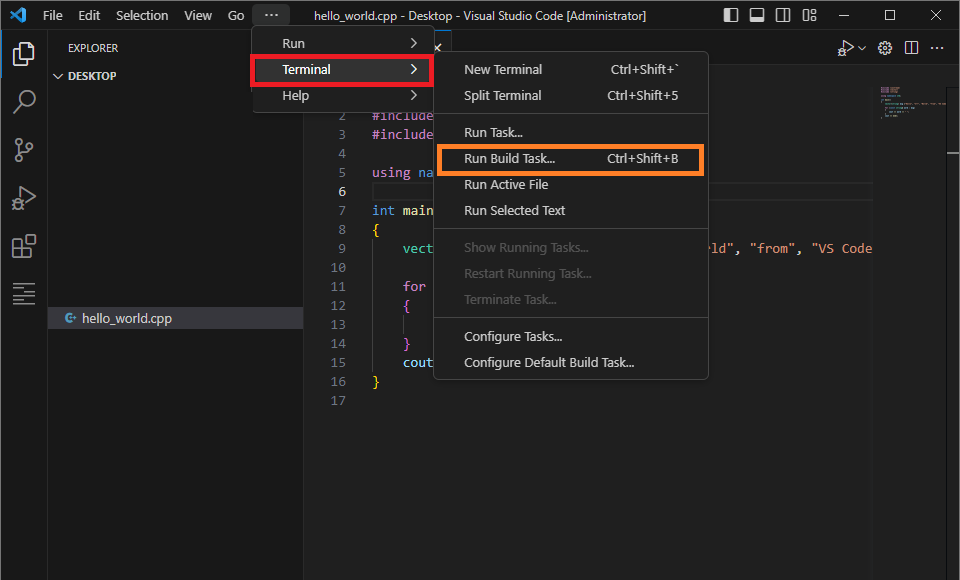 File Edit Selection View Go ··· hello_world.cpp - Desktop - Visual Studio Code [Administrator]
EXPLORER
DESKTOP
hello_world.cpp
Run
Terminal
Help
New Terminal Ctrl+Shift+`
Split Terminal Ctrl+Shift+5
Run Task...
Run Build Task... Ctrl+Shift+B
Run Active File
Run Selected Text
Show Running Tasks...
Restart Running Task...
Terminate Task...
Configure Tasks...
Configure Default Build Task...
2 #include
3 #include
4
5 using na
6
7 int main
8 {
9 vect rld", "from", "VS Code
10
11 for
12 {
13
14 }
15 cout
16 }
17